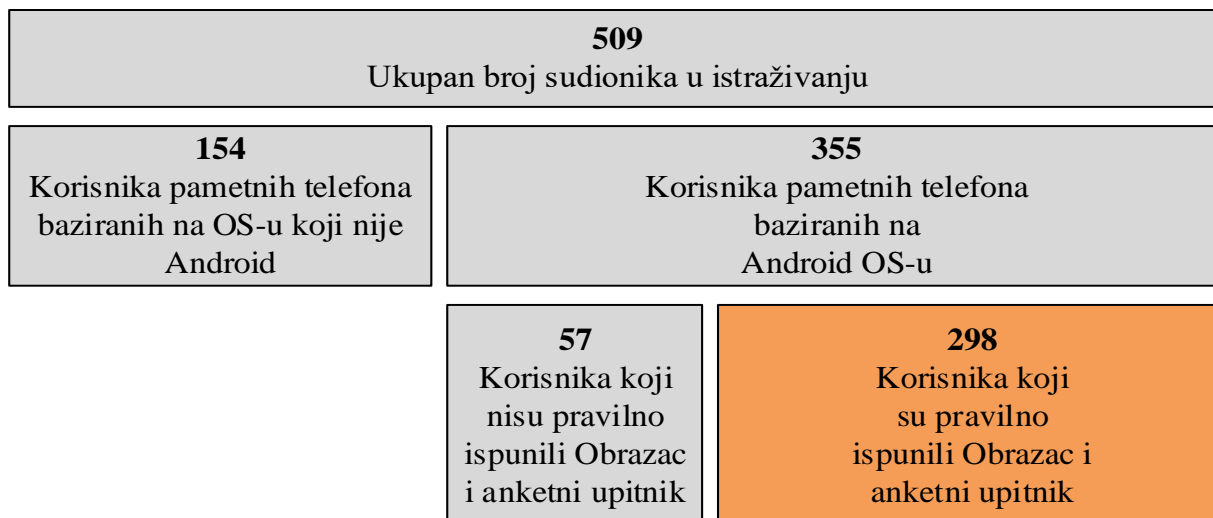 509
Ukupan broj sudionika u istraživanju
154
Korisnika pametnih telefona
baziranih na OS-u koji nije
Android
355
Korisnika pametnih telefona
baziranih na
Android OS-u
57
Korisnika koji
nisu pravilno
ispunili Obrazac
i anketni upitnik
298
Korisnika koji
su pravilno
ispunili Obrazac i
anketni upitnik